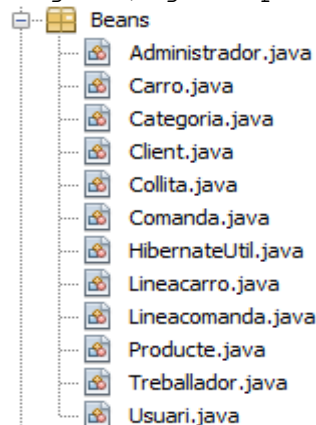 Beans
Administrador.java
Carro.java
Categoria.java
Client.java
Collita.java
Comanda.java
HibernateUtil.java
Lineacarro.java
Lineacomanda.java
Producte.java
Treballador.java
Usuari.java